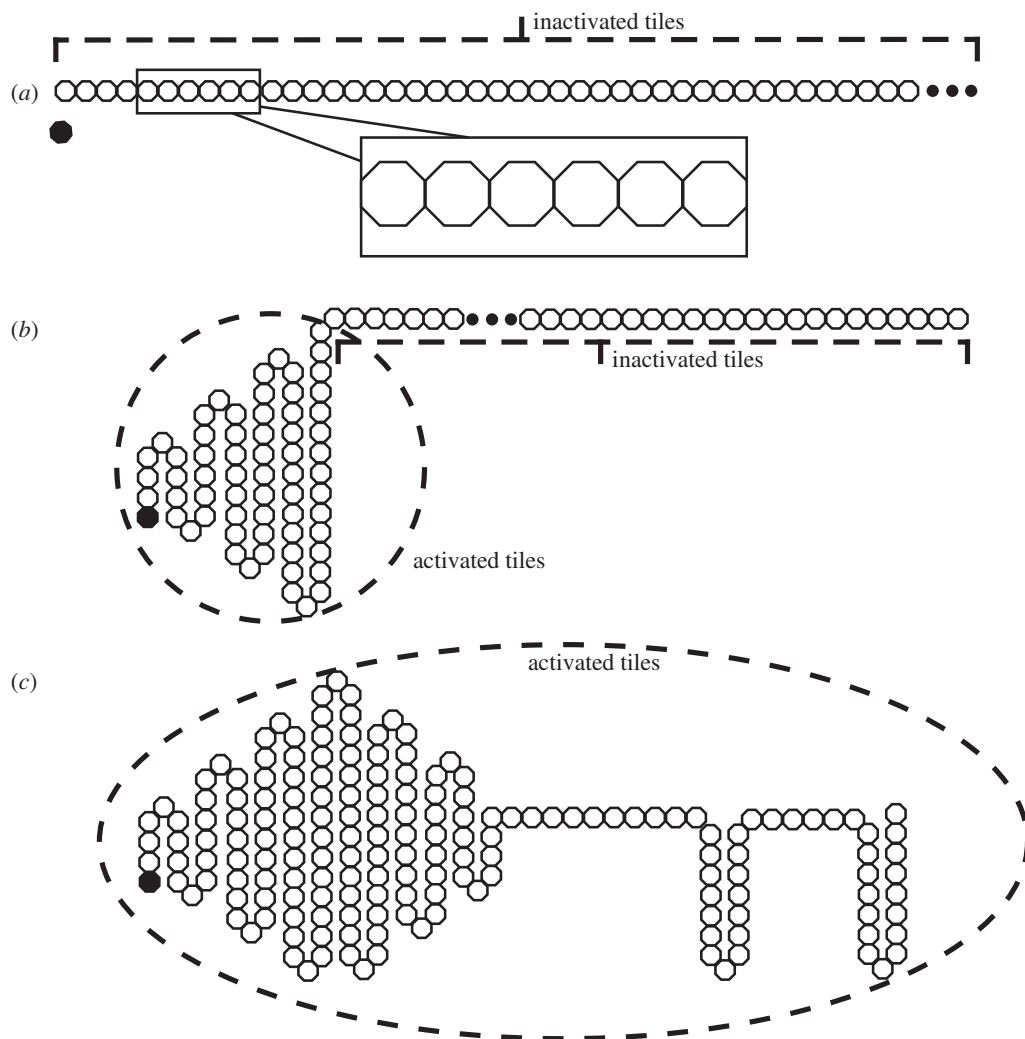 inactivated tiles
(a)
(b)
inactivated tiles
activated tiles
activated tiles
(c)